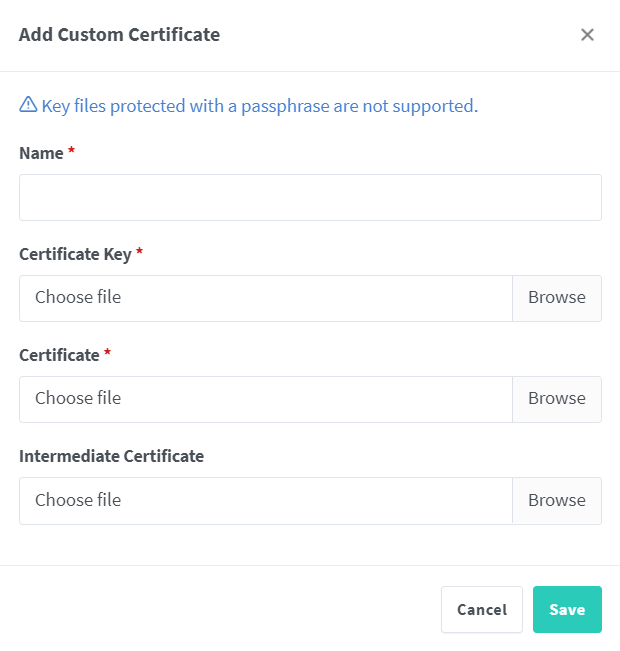 Add Custom Certificate
Key files protected with a passphrase are not supported.
Name *
Certificate Key *
Choose file
Browse
Certificate *
Choose file
Browse
Intermediate Certificate
Choose file
Browse
Cancel
Save